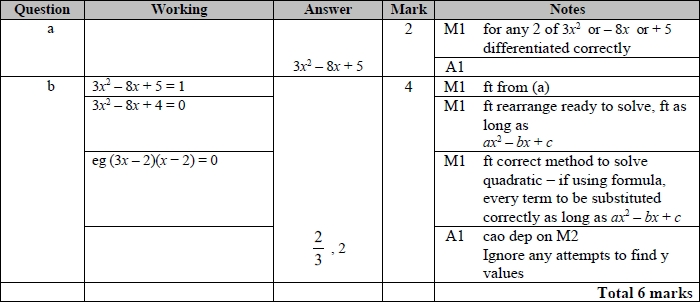 Question Working Answer Mark Notes
a 2 M1 for any 2 of 3x² or – 8x or + 5
differentiated correctly
3x² – 8x + 5 A1
b 3x² – 8x + 5 = 1 4 M1 ft from (a)
3x² – 8x + 4 = 0 M1 ft rearrange ready to solve, ft as
long as
ax² – bx + c
eg (3x – 2)(x – 2) = 0 M1 ft correct method to solve
quadratic – if using formula,
every term to be substituted
correctly as long as ax² – bx + c
2/3 , 2 A1 cao dep on M2
Ignore any attempts to find y
values
Total 6 marks